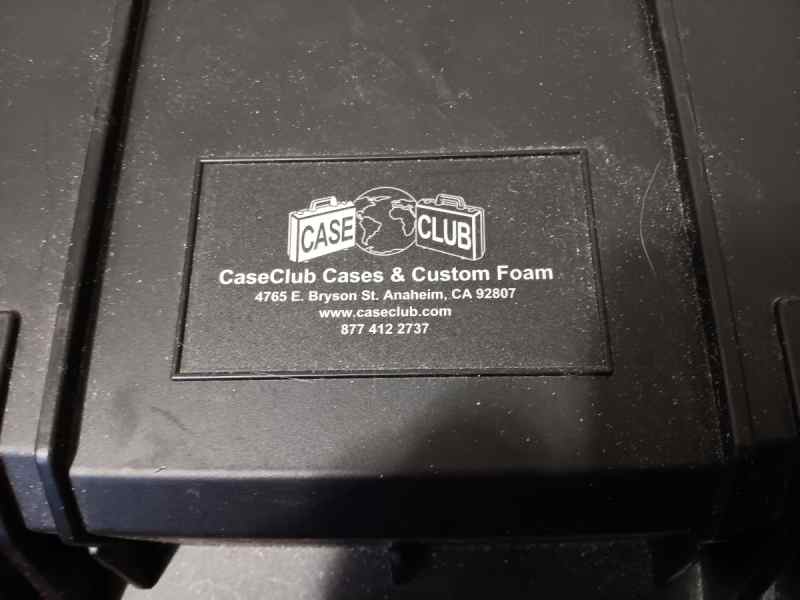 CASE CLUB
CaseClub Cases & Custom Foam
4765 E. Bryson St. Anaheim, CA 92807
www.caseclub.com
877 412 2737